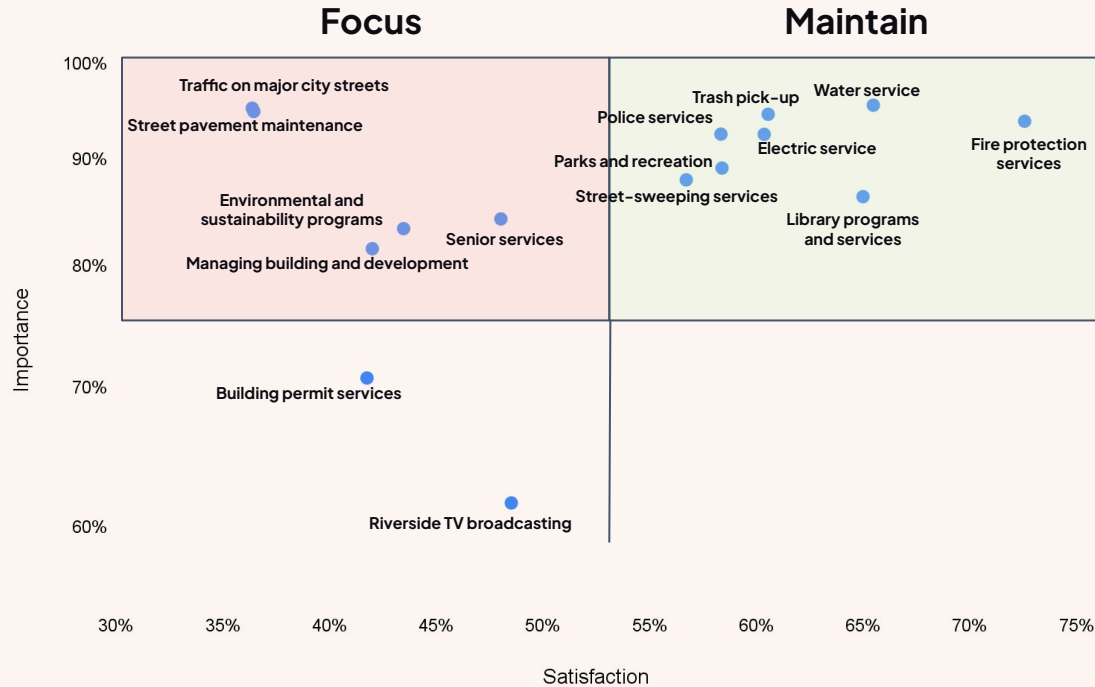 Focus
Maintain
100%
90%
80%
70%
60%
Importance
Traffic on major city streets
Street pavement maintenance
Environmental and
sustainability programs
Senior services
Managing building and development
Building permit services
Riverside TV broadcasting
Trash pick-up
Water service
Police services
Electric service
Fire protection
services
Parks and recreation
Street-sweeping services
Library programs
and services
30%
35%
40%
45%
50%
55%
60%
65%
70%
75%
Satisfaction